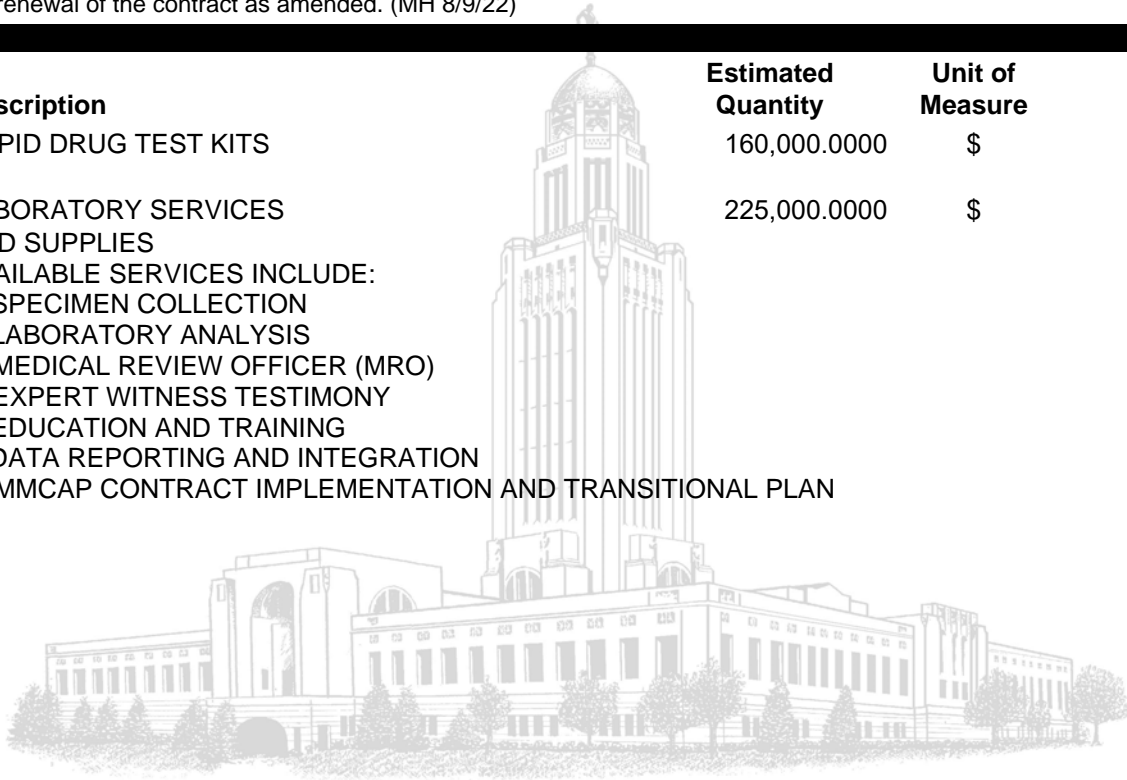 renewal of the contract as amended. (MH 8/9/22)
Estimated Unit of
scription Quantity Measure
PID DRUG TEST KITS 160,000.0000 $
BORATORY SERVICES 225,000.0000 $
D SUPPLIES
AILABLE SERVICES INCLUDE:
SPECIMEN COLLECTION
LABORATORY ANALYSIS
MEDICAL REVIEW OFFICER (MRO)
EXPERT WITNESS TESTIMONY
EDUCATION AND TRAINING
DATA REPORTING AND INTEGRATION
MMCAP CONTRACT IMPLEMENTATION AND TRANSITIONAL PLAN